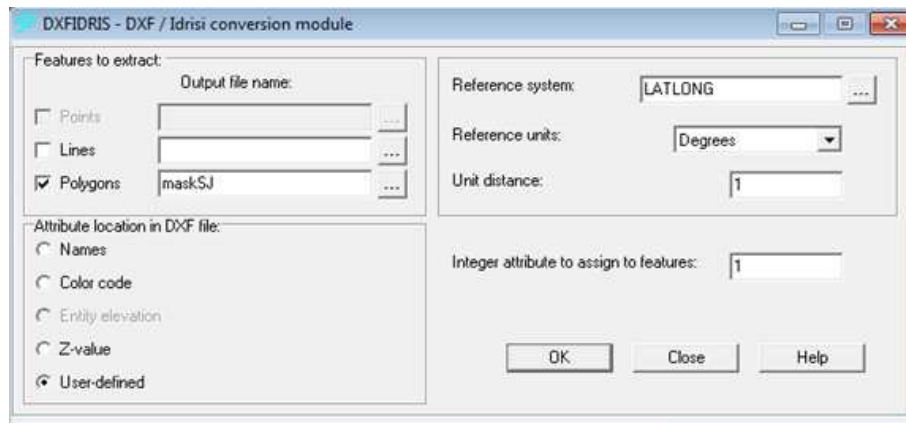 DXFIDRIS - DXF / Idrisi conversion module
Features to extract:
Output file name:
Points
...
Lines
...
Polygons maskSJ ...
Attribute location in DXF file:
Names
Color code
Entity elevation
Z-value
User-defined
Reference system: LATLONG ...
Reference units: Degrees
Unit distance: 1
Integer attribute to assign to features: 1
OK Close Help